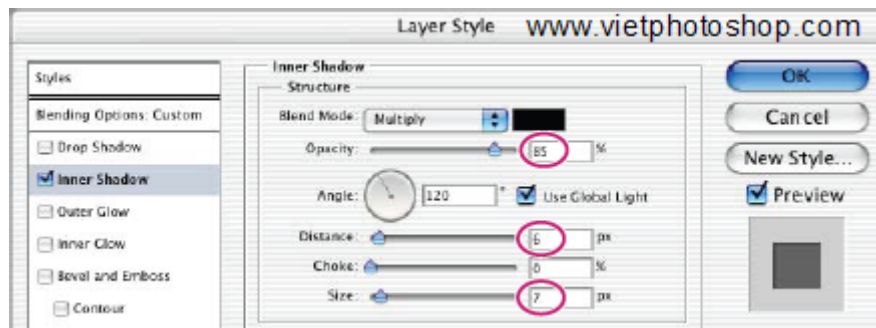 Layer Style www.vietphotoshop.com
Styles
Blending Options: Custom
Drop Shadow
Inner Shadow
Outer Glow
Inner Glow
Bevel and Emboss
Contour
Inner Shadow
Structure
Blend Mode: Multiply
Opacity: 85 %
Angle: 120 ° Use Global Light
Distance: 6 px
Choke: 0 %
Size: 7 px
OK
Cancel
New Style...
Preview